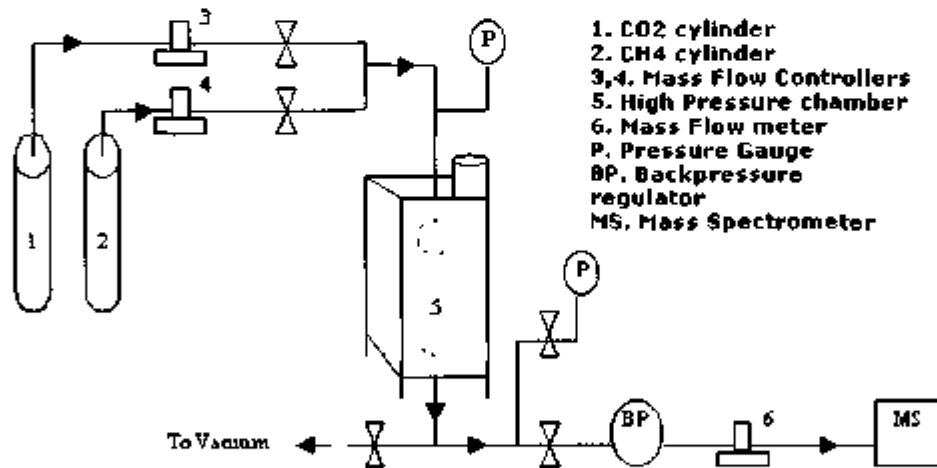 3
P
1. CO2 cylinder
2. CH4 cylinder
3,4. Mass Flow Controllers
5. High Pressure chamber
6. Mass Flow meter
P. Pressure Gauge
BP. Backpressure
regulator
MS. Mass Spectrometer
4
1
2
5
P
To Vacuum
BP
6
MS